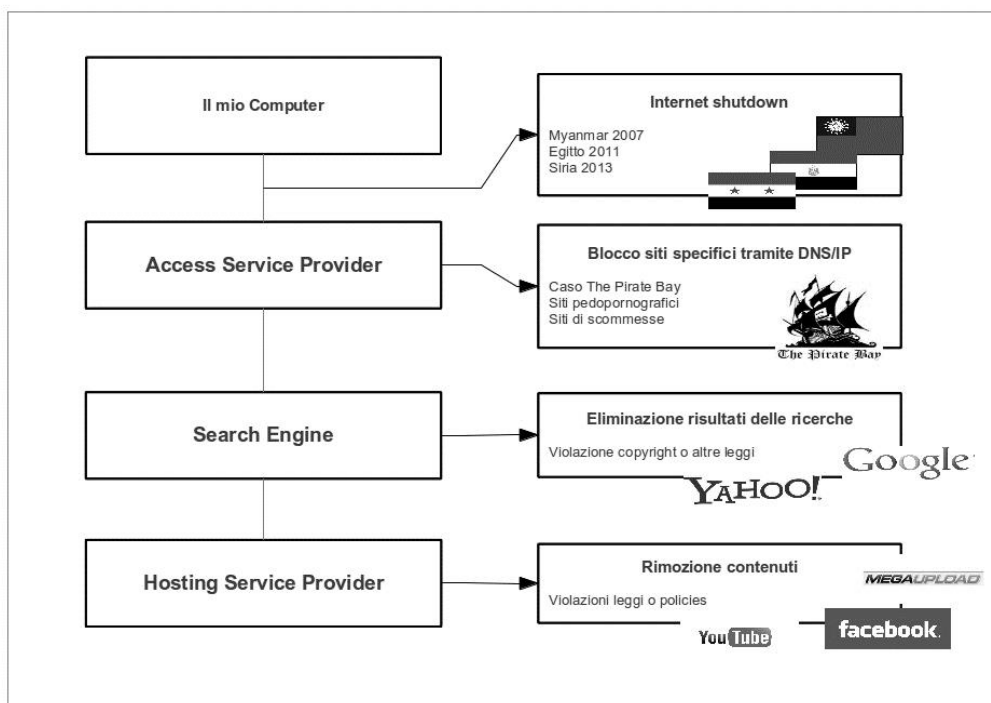 Il mio Computer
Internet shutdown
Myanmar 2007
Egitto 2011
Siria 2013
Access Service Provider
Blocco siti specifici tramite DNS/IP
Caso The Pirate Bay
Siti pedopornografici
Siti di scommesse
The Pirate Bay
Search Engine
Eliminazione risultati delle ricerche
Violazione copyright o altre leggi
Google
YAHOO!
Hosting Service Provider
Rimozione contenuti
Violazioni leggi o policies
MEGAUPLOAD
YouTube
facebook.